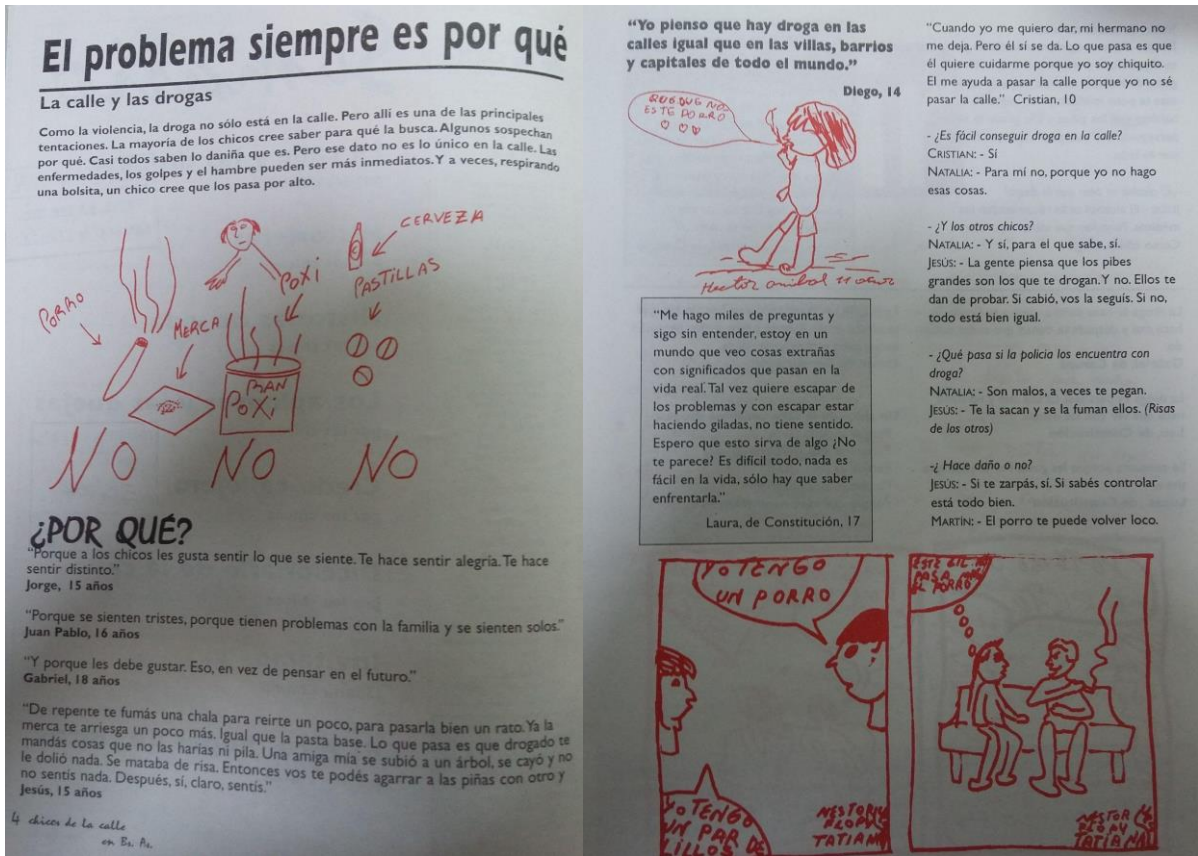 El problema siempre es por qué
La calle y las drogas
Como la violencia, la droga no sólo está en la calle. Pero allí es una de las principales
tentaciones. La mayoría de los chicos cree saber para qué la busca. Algunos sospechan
por qué. Casi todos saben lo dañina que es. Pero ese dato no es lo único en la calle. Las
enfermedades, los golpes y el hambre pueden ser más inmediatos. Y a veces, respirando
una bolsita, un chico cree que los pasa por alto.
CERVEZA
POXI
PASTILLAS
PORRO
MERCA
POXI
NO
NO
NO
¿POR QUÉ?
“Porque a los chicos les gusta sentir lo que se siente. Te hace sentir alegría. Te hace
sentir distinto.”
Jorge, 15 años
“Porque se sienten tristes, porque tienen problemas con la familia y se sienten solos.”
Juan Pablo, 16 años
“Y porque les debe gustar. Eso, en vez de pensar en el futuro.”
Gabriel, 18 años
“De repente te fumás una chala para reirte un poco, para pasarla bien un rato. Ya la
merca te arriesga un poco más. Igual que la pasta base. Lo que pasa es que drogado te
mandás cosas que no las harías ni pila. Una amiga mía se subió a un árbol, se cayó y no
le dolió nada. Se mataba de risa. Entonces vos te podés agarrar a las piñas con otro y
no sentís nada. Después, sí, claro, sentís.”
Jesús, 15 años
4 chicos de la calle
en Bs. As.
“Yo pienso que hay droga en las
calles igual que en las villas, barrios
y capitales de todo el mundo.”
Diego, 14
ESTE PORRO
Hector anibal 11
“Me hago miles de preguntas y
sigo sin entender, estoy en un
mundo que veo cosas extrañas
con significados que pasan en la
vida real. Tal vez quiere escapar de
los problemas y con escapar estar
haciendo giladas, no tiene sentido.
Espero que esto sirva de algo ¿No
te parece? Es difícil todo, nada es
fácil en la vida, sólo hay que saber
enfrentarla.”
Laura, de Constitución, 17
“Cuando yo me quiero dar, mi hermano no
me deja. Pero él sí se da. Lo que pasa es que
él quiere cuidarme porque yo soy chiquito.
El me ayuda a pasar la calle porque yo no sé
pasar la calle.” Cristian, 10
- ¿Es fácil conseguir droga en la calle?
CRISTIAN: - Sí
NATALIA: - Para mí no, porque yo no hago
esas cosas.
- ¿Y los otros chicos?
NATALIA: - Y sí, para el que sabe, sí.
JESÚS: - La gente piensa que los pibes
grandes son los que te drogan. Y no. Ellos te
dan de probar. Si cabió, vos la seguís. Si no,
todo está bien igual.
- ¿Qué pasa si la policia los encuentra con
droga?
NATALIA: - Son malos, a veces te pegan.
JESÚS: - Te la sacan y se la fuman ellos. (Risas
de los otros)
-¿ Hace daño o no?
JESÚS: - Si te zarpás, sí. Si sabés controlar
está todo bien.
MARTÍN: - El porro te puede volver loco.
YO TENGO
UN PORRO
YO TENGO
UN PAR DE
LILLOS
FLOPY
TATIANA
ESTE GIL
PASA
EL PORRO
NESTOR
FLOPY
TATIANA